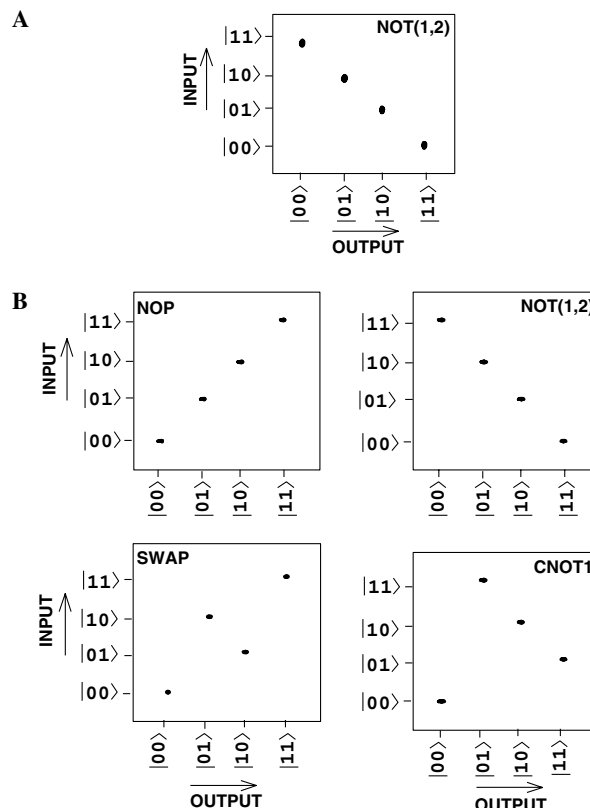 A
NOT(1,2)
INPUT
|11⟩
|10⟩
|01⟩
|00⟩
|00⟩ |01⟩ |10⟩ |11⟩
OUTPUT
B
NOP
INPUT
|11⟩
|10⟩
|01⟩
|00⟩
|00⟩ |01⟩ |10⟩ |11⟩
NOT(1,2)
|11⟩
|10⟩
|01⟩
|00⟩
|00⟩ |01⟩ |10⟩ |11⟩
SWAP
INPUT
|11⟩
|10⟩
|01⟩
|00⟩
|00⟩ |01⟩ |10⟩ |11⟩
OUTPUT
CNOT1
|11⟩
|10⟩
|01⟩
|00⟩
|00⟩ |01⟩ |10⟩ |11⟩
OUTPUT